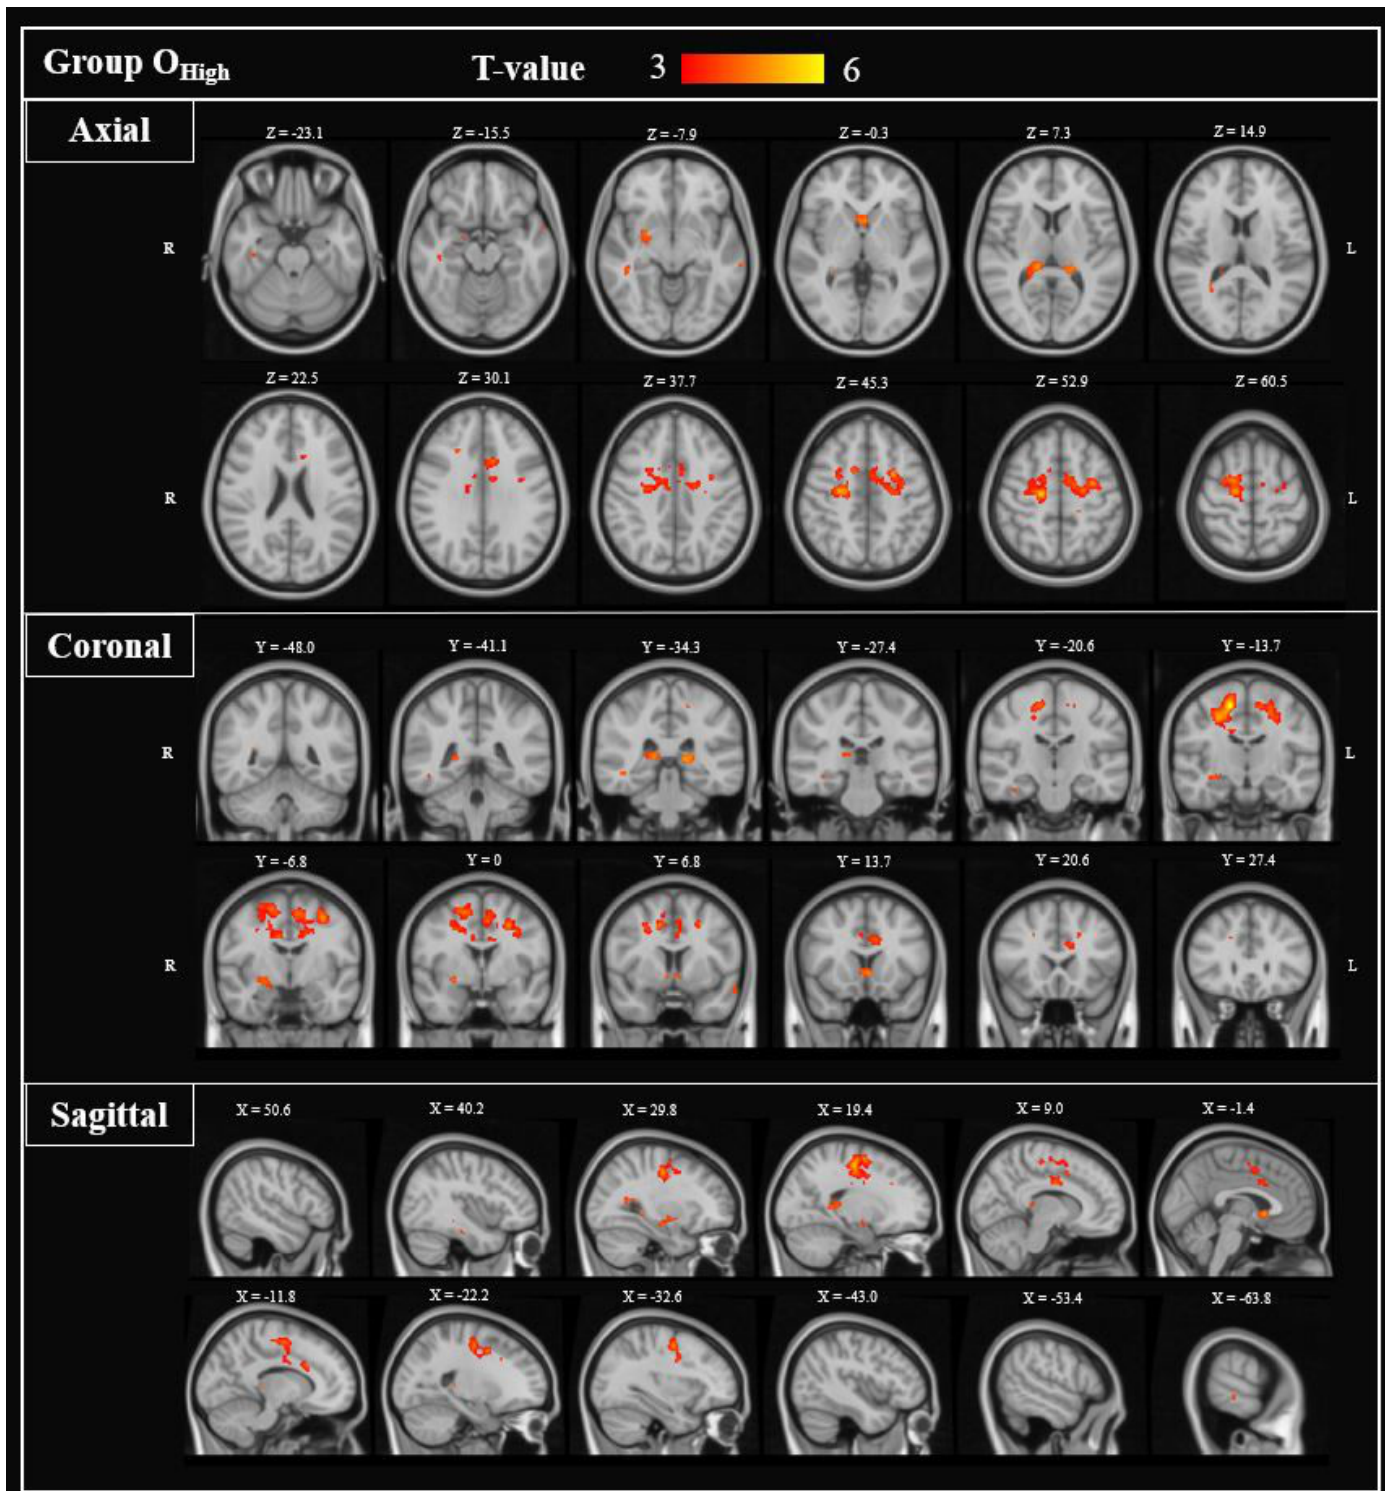 Group O_High T-value 3 6
Axial
Z = -23.1 Z = -15.5 Z = -7.9 Z = -0.3 Z = 7.3 Z = 14.9
R L
Z = 22.5 Z = 30.1 Z = 37.7 Z = 45.3 Z = 52.9 Z = 60.5
R L
Coronal
Y = -48.0 Y = -41.1 Y = -34.3 Y = -27.4 Y = -20.6 Y = -13.7
R L
Y = -6.8 Y = 0 Y = 6.8 Y = 13.7 Y = 20.6 Y = 27.4
R L
Sagittal
X = 50.6 X = 40.2 X = 29.8 X = 19.4 X = 9.0 X = -1.4
X = -11.8 X = -22.2 X = -32.6 X = -43.0 X = -53.4 X = -63.8